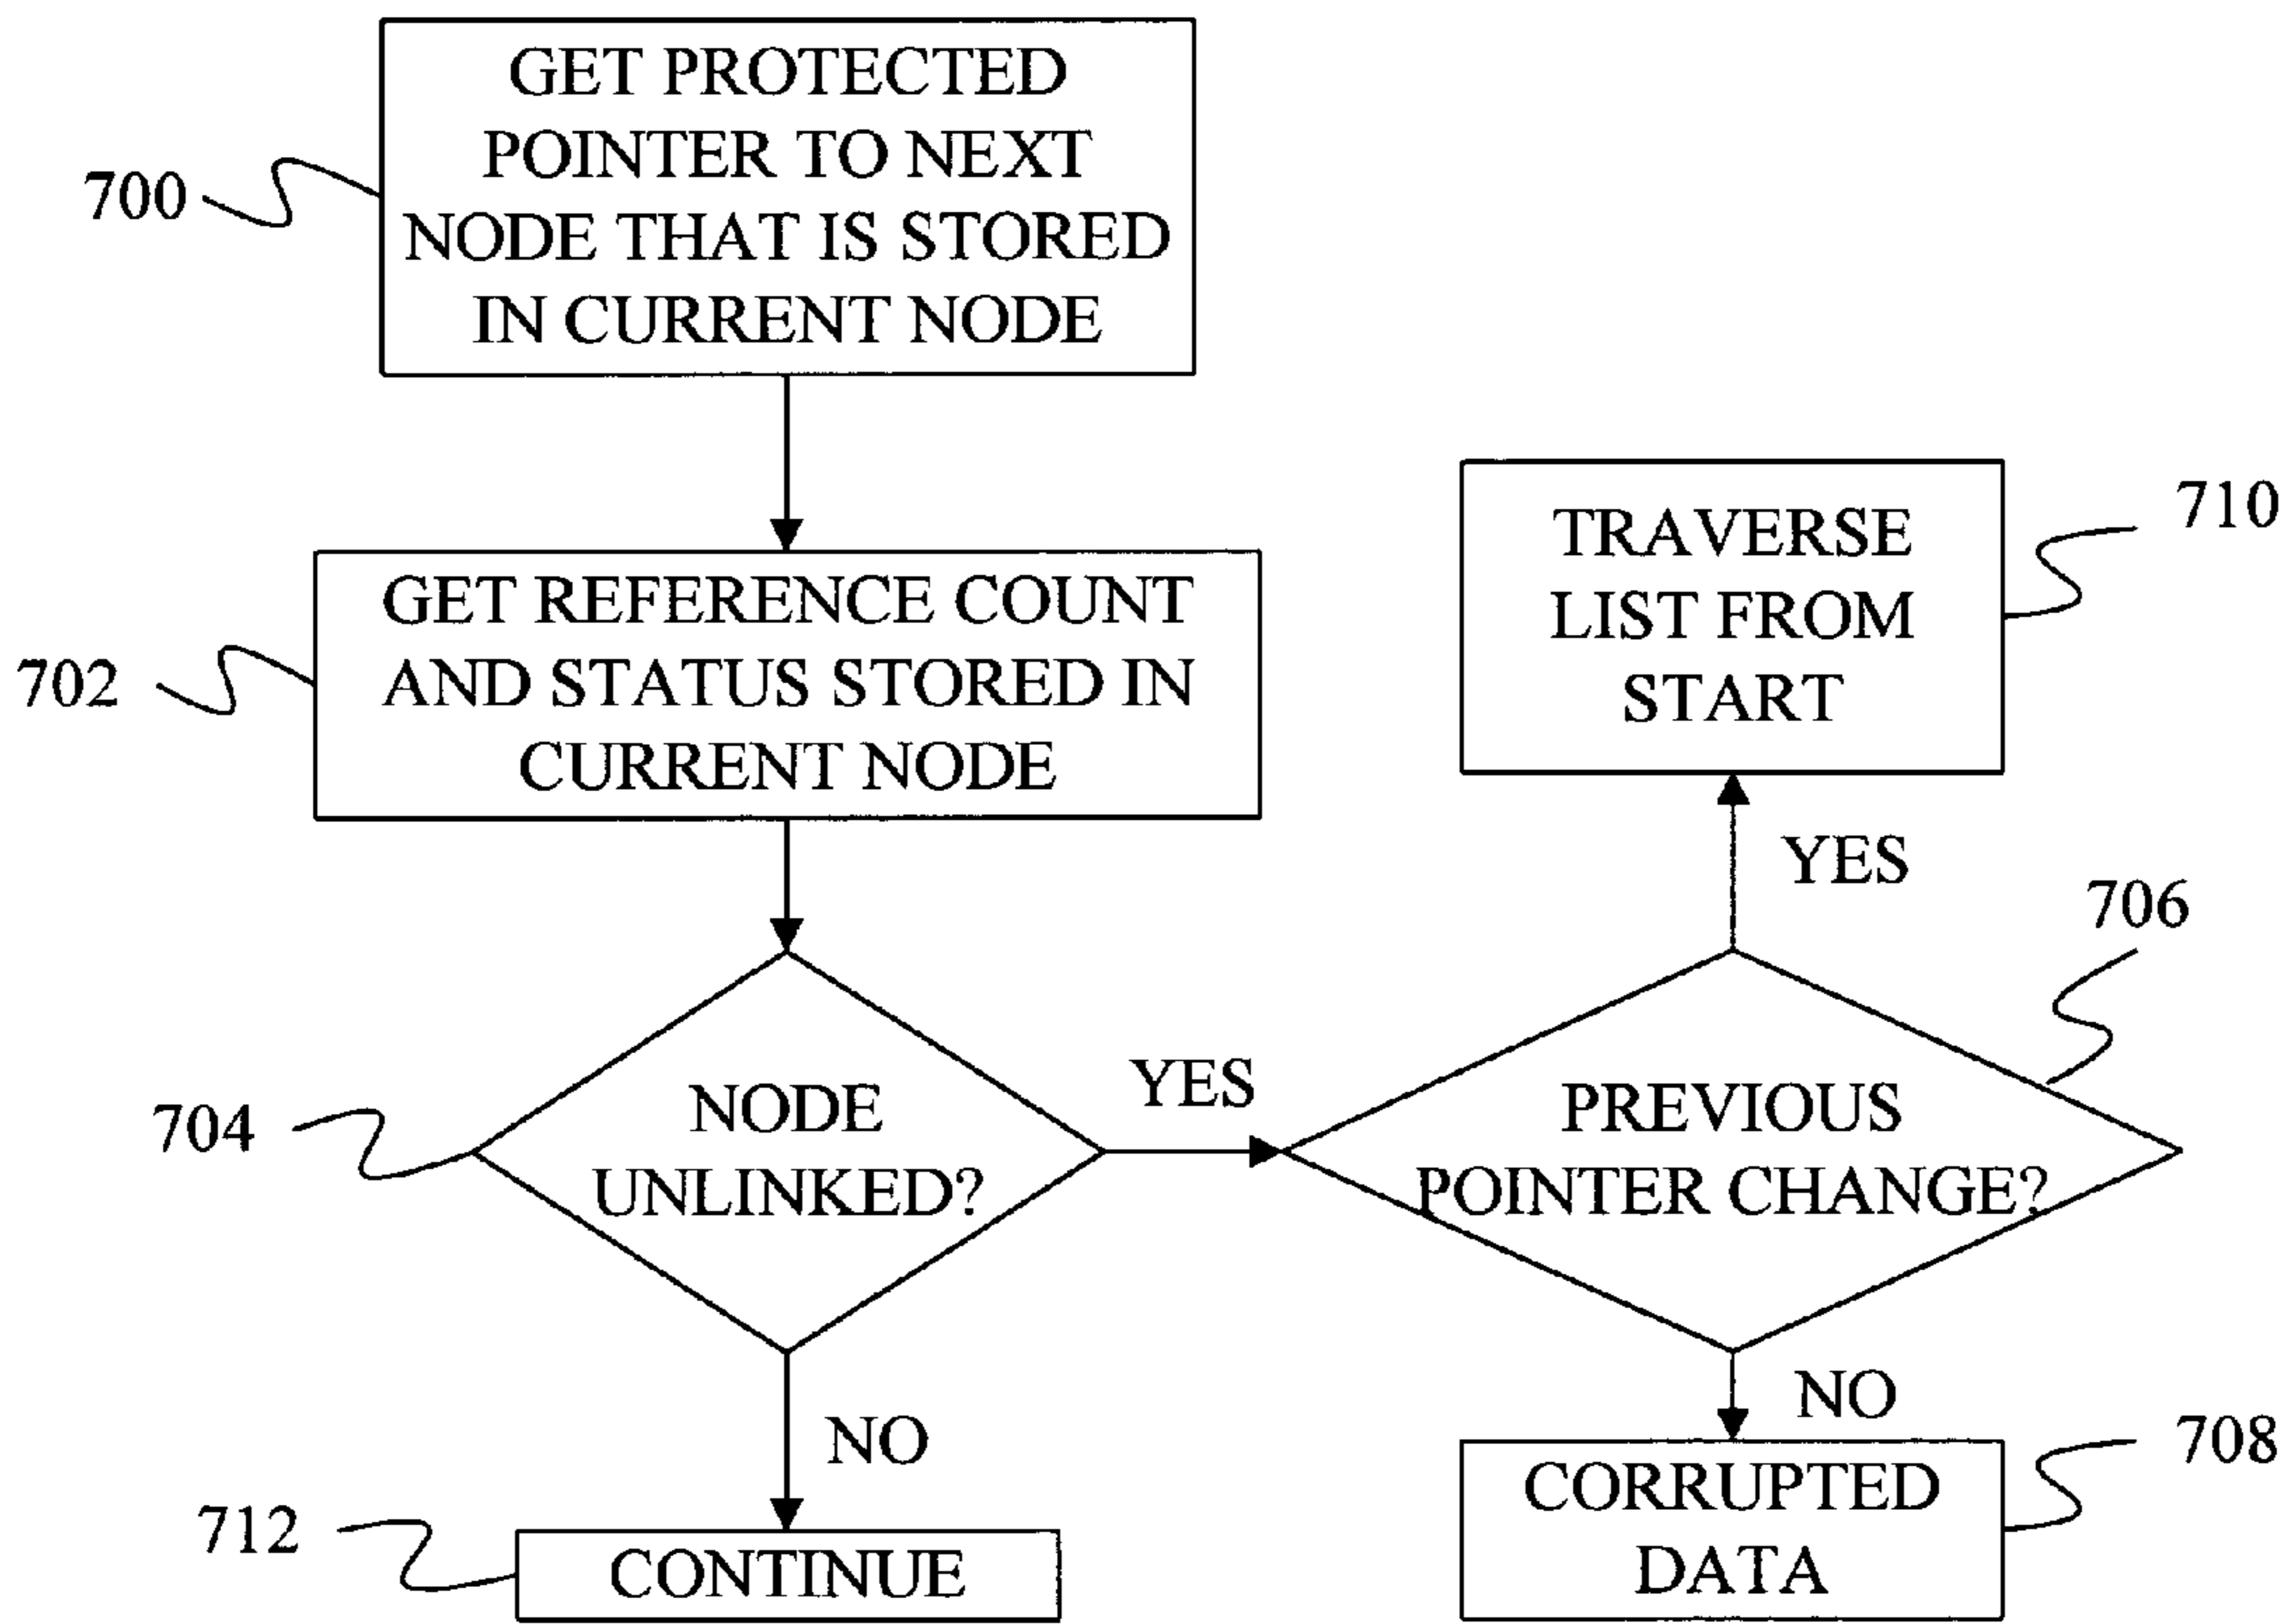 GET PROTECTED
POINTER TO NEXT
NODE THAT IS STORED
IN CURRENT NODE
700
GET REFERENCE COUNT
AND STATUS STORED IN
CURRENT NODE
702
TRAVERSE
LIST FROM
START
710
YES
706
NODE
UNLINKED?
704
YES
PREVIOUS
POINTER CHANGE?
NO
NO
712
CONTINUE
CORRUPTED
DATA
708